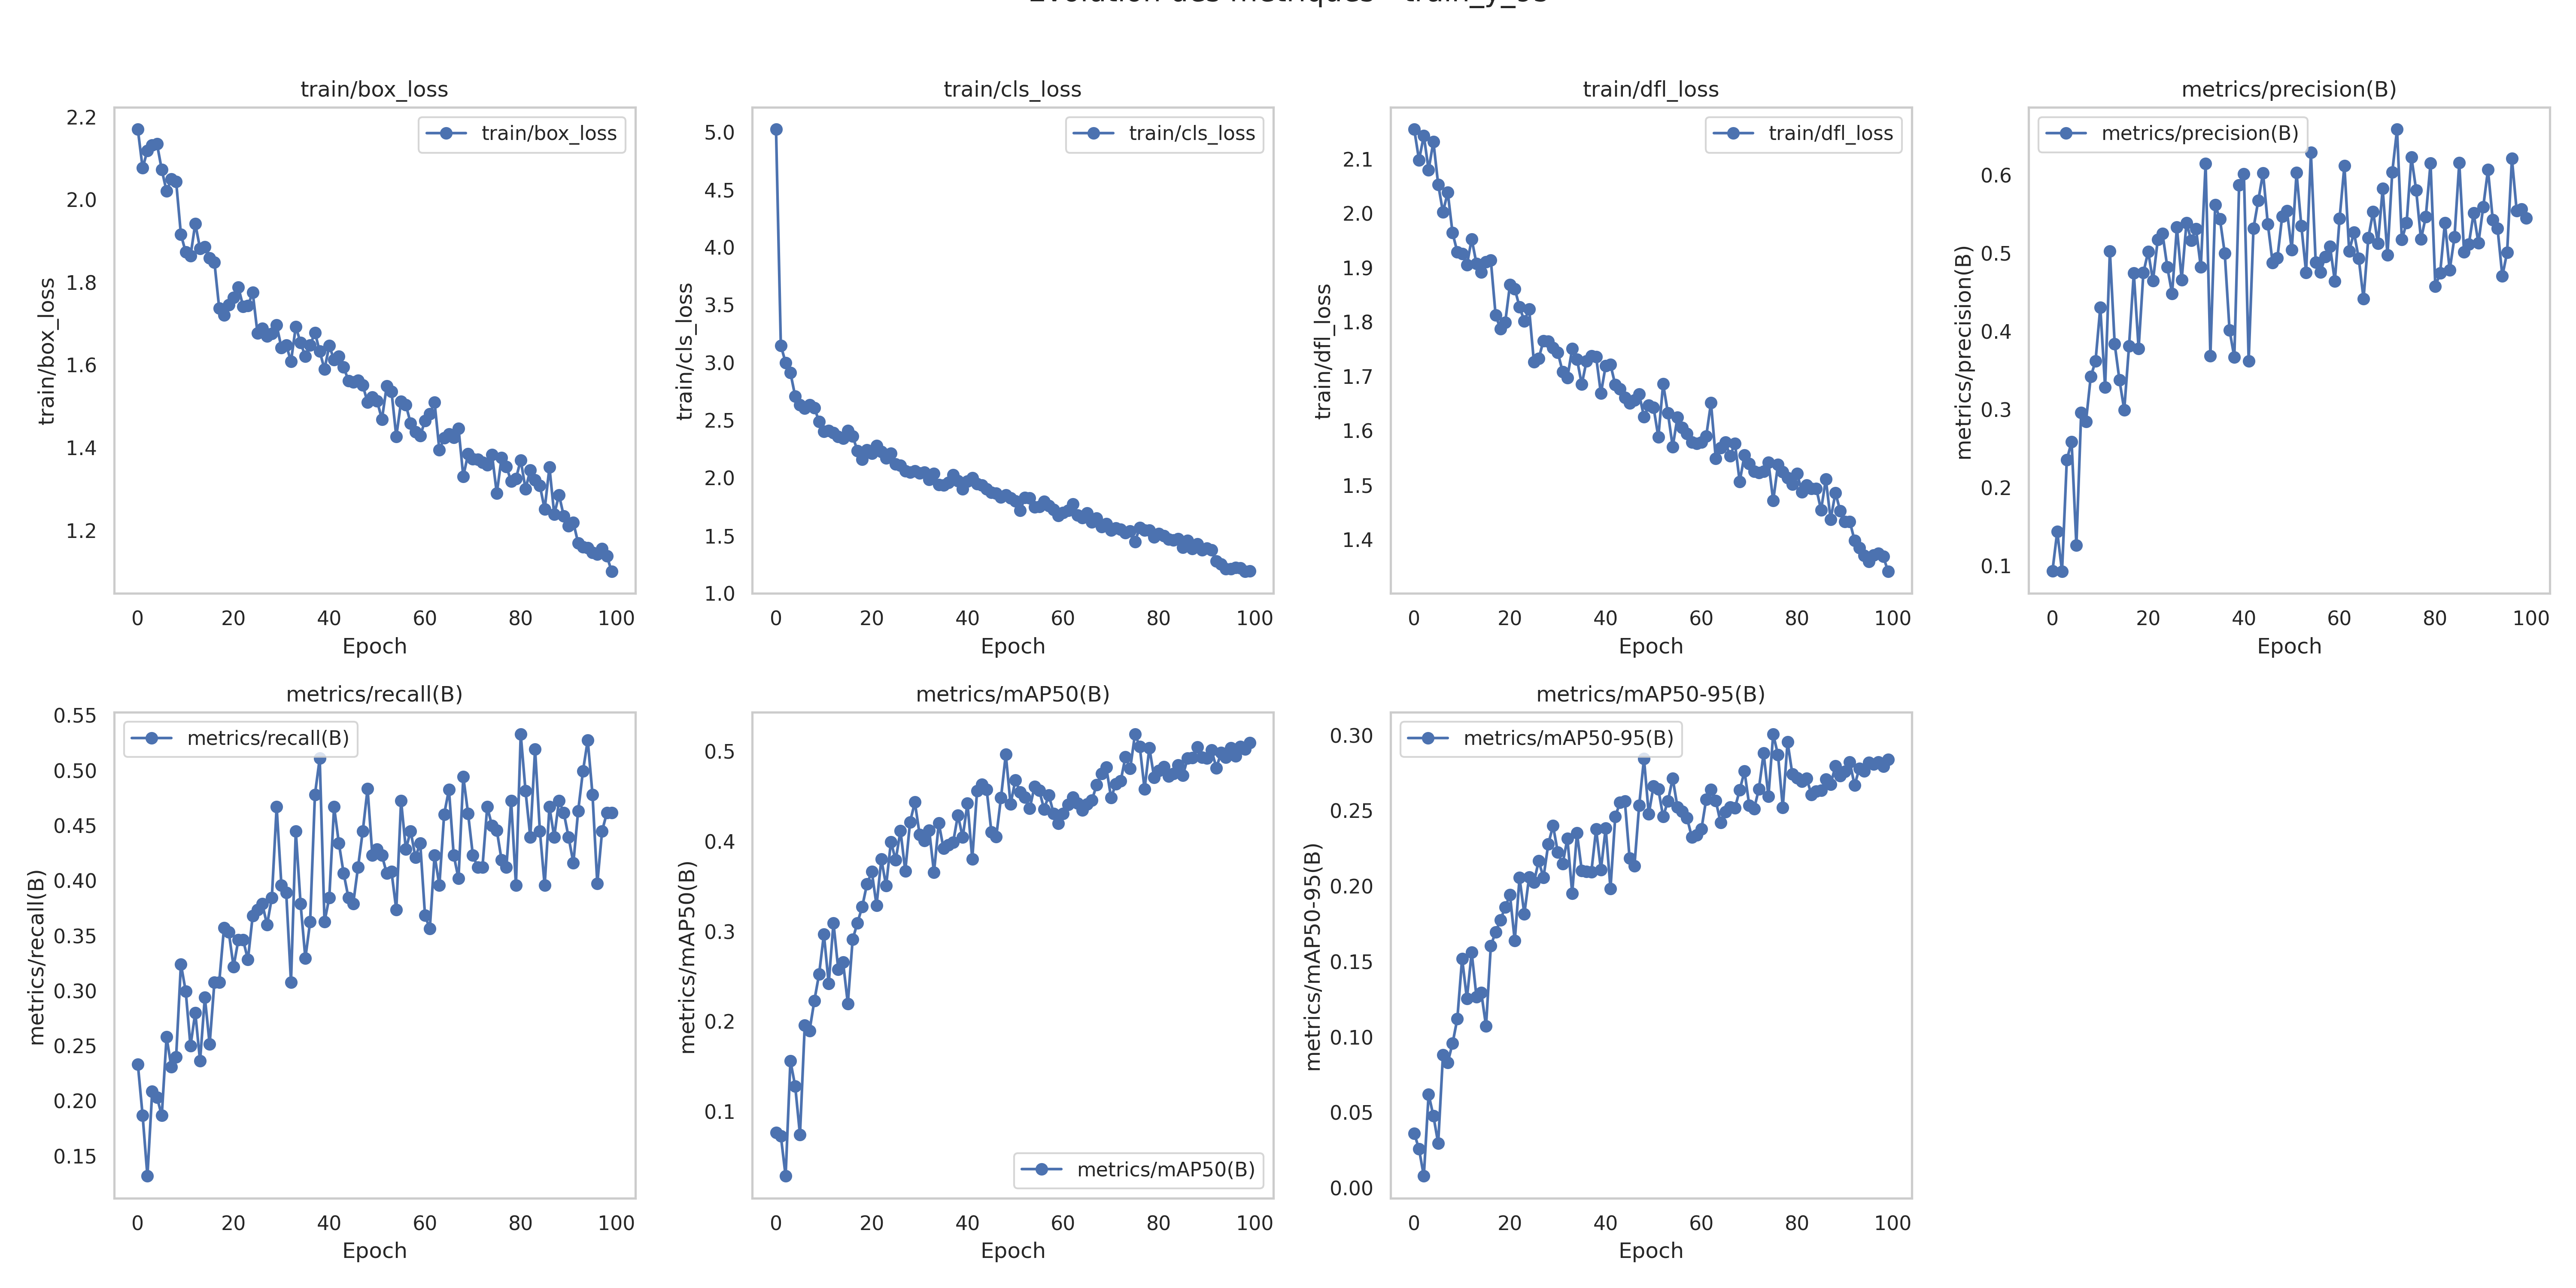 train/box_loss
train/box_loss
train/box_loss
2.2
2.0
1.8
1.6
1.4
1.2
0 20 40 60 80 100
Epoch
train/cls_loss
train/cls_loss
train/cls_loss
5.0
4.5
4.0
3.5
3.0
2.5
2.0
1.5
1.0
0 20 40 60 80 100
Epoch
train/dfl_loss
train/dfl_loss
train/dfl_loss
2.1
2.0
1.9
1.8
1.7
1.6
1.5
1.4
0 20 40 60 80 100
Epoch
metrics/precision(B)
metrics/precision(B)
metrics/precision(B)
0.6
0.5
0.4
0.3
0.2
0.1
0 20 40 60 80 100
Epoch
metrics/recall(B)
metrics/recall(B)
metrics/recall(B)
0.55
0.50
0.45
0.40
0.35
0.30
0.25
0.20
0.15
0 20 40 60 80 100
Epoch
metrics/mAP50(B)
metrics/mAP50(B)
metrics/mAP50(B)
0.5
0.4
0.3
0.2
0.1
0 20 40 60 80 100
Epoch
metrics/mAP50-95(B)
metrics/mAP50-95(B)
metrics/mAP50-95(B)
0.30
0.25
0.20
0.15
0.10
0.05
0.00
0 20 40 60 80 100
Epoch